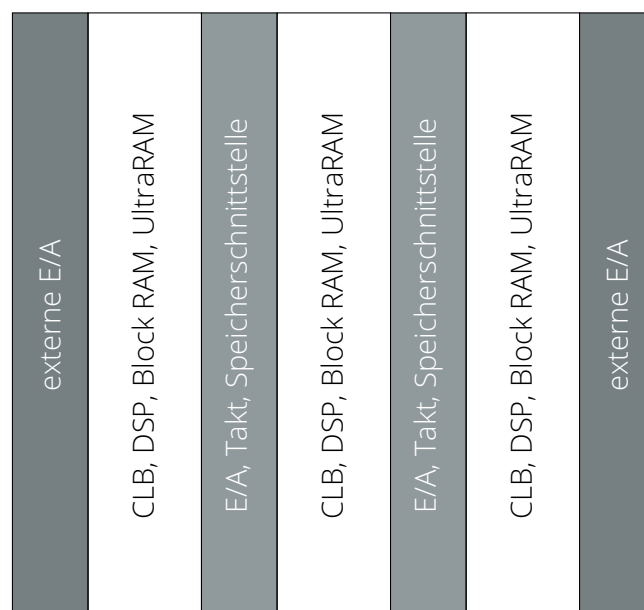 externe E/A
CLB, DSP, Block RAM, UltraRAM
E/A, Takt, Speicherschnittstelle
CLB, DSP, Block RAM, UltraRAM
E/A, Takt, Speicherschnittstelle
CLB, DSP, Block RAM, UltraRAM
externe E/A